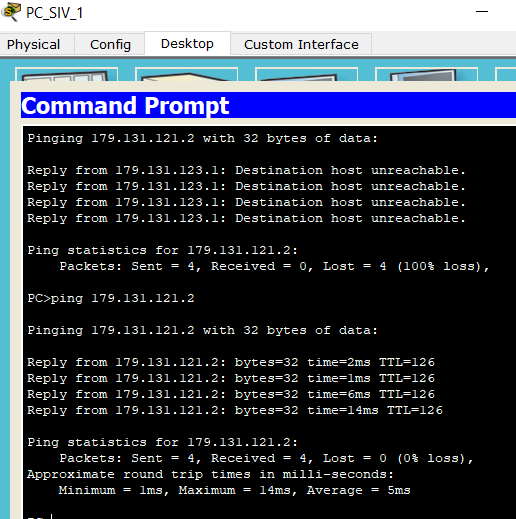 PC_SIV_1
Physical Config Desktop Custom Interface
Command Prompt
Pinging 179.131.121.2 with 32 bytes of data:
Reply from 179.131.123.1: Destination host unreachable.
Reply from 179.131.123.1: Destination host unreachable.
Reply from 179.131.123.1: Destination host unreachable.
Reply from 179.131.123.1: Destination host unreachable.
Ping statistics for 179.131.121.2:
Packets: Sent = 4, Received = 0, Lost = 4 (100% loss),
PC>ping 179.131.121.2
Pinging 179.131.121.2 with 32 bytes of data:
Reply from 179.131.121.2: bytes=32 time=2ms TTL=126
Reply from 179.131.121.2: bytes=32 time=1ms TTL=126
Reply from 179.131.121.2: bytes=32 time=6ms TTL=126
Reply from 179.131.121.2: bytes=32 time=14ms TTL=126
Ping statistics for 179.131.121.2:
Packets: Sent = 4, Received = 4, Lost = 0 (0% loss),
Approximate round trip times in milli-seconds:
Minimum = 1ms, Maximum = 14ms, Average = 5ms